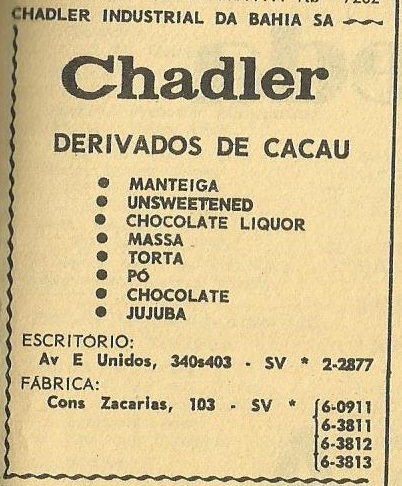 CHADLER INDUSTRIAL DA BAHIA SA
Chadler
DERIVADOS DE CACAU
● MANTEIGA
● UNSWEETENED
● CHOCOLATE LIQUOR
● MASSA
● TORTA
● PÓ
● CHOCOLATE
● JUJUBA
ESCRITÓRIO:
Av E Unidos, 340s403 - SV * 2-2877
FÁBRICA:
Cons Zacarias, 103 - SV * 6-0911
6-3811
6-3812
6-3813